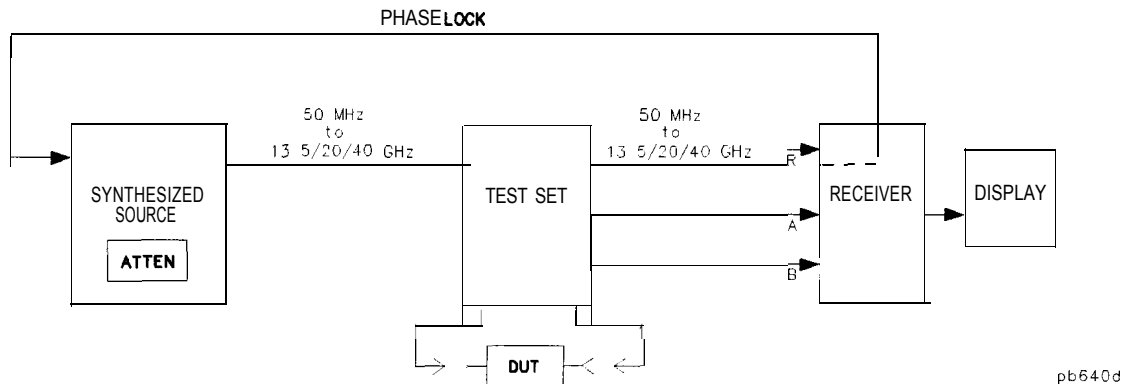 PHASE LOCK
50 MHz
to
13 5/20/40 GHz
50 MHz
to
13 5/20/40 GHz
SYNTHESIZED
SOURCE
ATTEN
TEST SET
R
A
B
RECEIVER
DISPLAY
DUT
pb640d